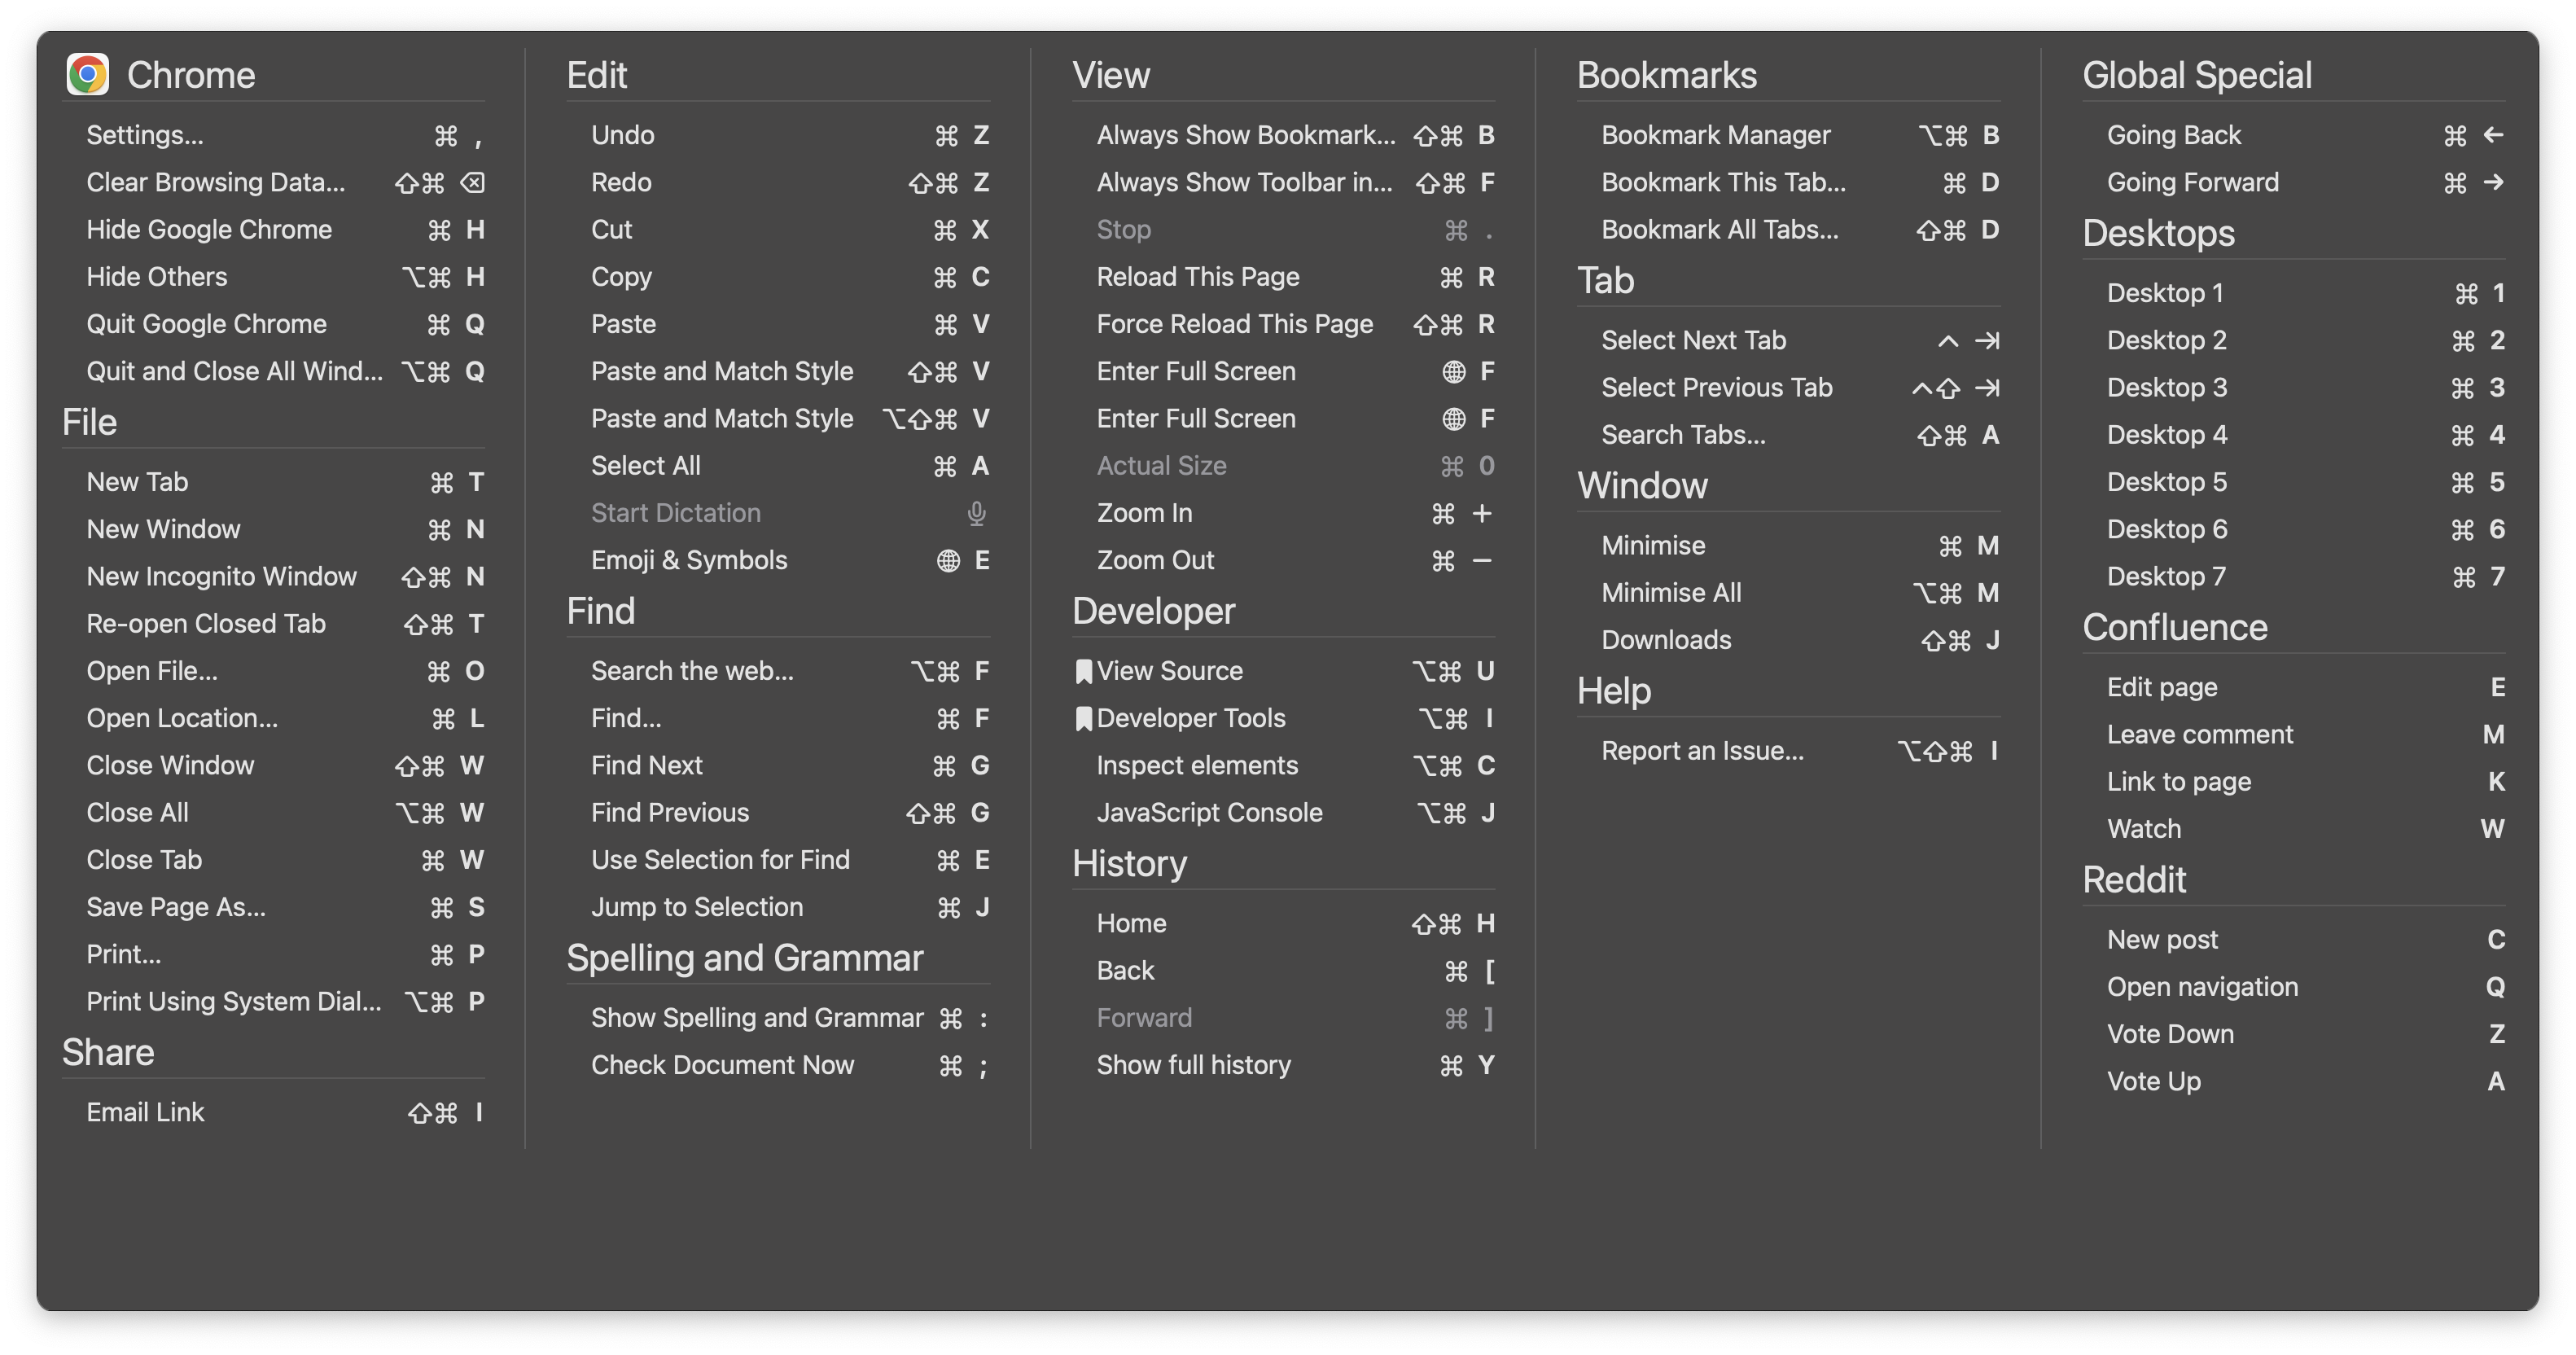 Chrome
Settings... ⌘ ,
Clear Browsing Data... ⇧⌘ ⌫
Hide Google Chrome ⌘ H
Hide Others ⌥⌘ H
Quit Google Chrome ⌘ Q
Quit and Close All Wind... ⌥⌘ Q
File
New Tab ⌘ T
New Window ⌘ N
New Incognito Window ⇧⌘ N
Re-open Closed Tab ⇧⌘ T
Open File... ⌘ O
Open Location... ⌘ L
Close Window ⇧⌘ W
Close All ⌥⌘ W
Close Tab ⌘ W
Save Page As... ⌘ S
Print... ⌘ P
Print Using System Dial... ⌥⌘ P
Share
Email Link ⇧⌘ I
Edit
Undo ⌘ Z
Redo ⇧⌘ Z
Cut ⌘ X
Copy ⌘ C
Paste ⌘ V
Paste and Match Style ⇧⌘ V
Paste and Match Style ⌥⇧⌘ V
Select All ⌘ A
Start Dictation
Emoji & Symbols 🌐 E
Find
Search the web... ⌥⌘ F
Find... ⌘ F
Find Next ⌘ G
Find Previous ⇧⌘ G
Use Selection for Find ⌘ E
Jump to Selection ⌘ J
Spelling and Grammar
Show Spelling and Grammar ⌘ :
Check Document Now ⌘ ;
View
Always Show Bookmark... ⇧⌘ B
Always Show Toolbar in... ⇧⌘ F
Stop ⌘ .
Reload This Page ⌘ R
Force Reload This Page ⇧⌘ R
Enter Full Screen 🌐 F
Enter Full Screen 🌐 F
Actual Size ⌘ 0
Zoom In ⌘ +
Zoom Out ⌘ −
Developer
View Source ⌥⌘ U
Developer Tools ⌥⌘ I
Inspect elements ⌥⌘ C
JavaScript Console ⌥⌘ J
History
Home ⇧⌘ H
Back ⌘ [
Forward ⌘ ]
Show full history ⌘ Y
Bookmarks
Bookmark Manager ⌥⌘ B
Bookmark This Tab... ⌘ D
Bookmark All Tabs... ⇧⌘ D
Tab
Select Next Tab ⌃ ⇥
Select Previous Tab ⌃⇧ ⇥
Search Tabs... ⇧⌘ A
Window
Minimise ⌘ M
Minimise All ⌥⌘ M
Downloads ⇧⌘ J
Help
Report an Issue... ⌥⇧⌘ I
Global Special
Going Back ⌘ ←
Going Forward ⌘ →
Desktops
Desktop 1 ⌘ 1
Desktop 2 ⌘ 2
Desktop 3 ⌘ 3
Desktop 4 ⌘ 4
Desktop 5 ⌘ 5
Desktop 6 ⌘ 6
Desktop 7 ⌘ 7
Confluence
Edit page E
Leave comment M
Link to page K
Watch W
Reddit
New post C
Open navigation Q
Vote Down Z
Vote Up A